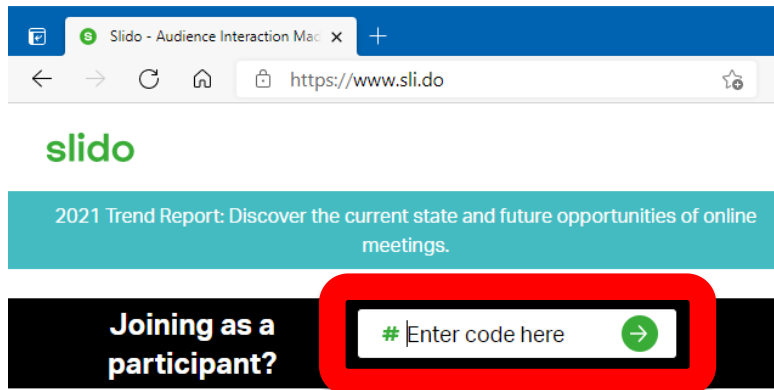 Slido - Audience Interaction Mad
https://www.sli.do
slido
2021 Trend Report: Discover the current state and future opportunities of online
meetings.
Joining as a
participant?
# Enter code here